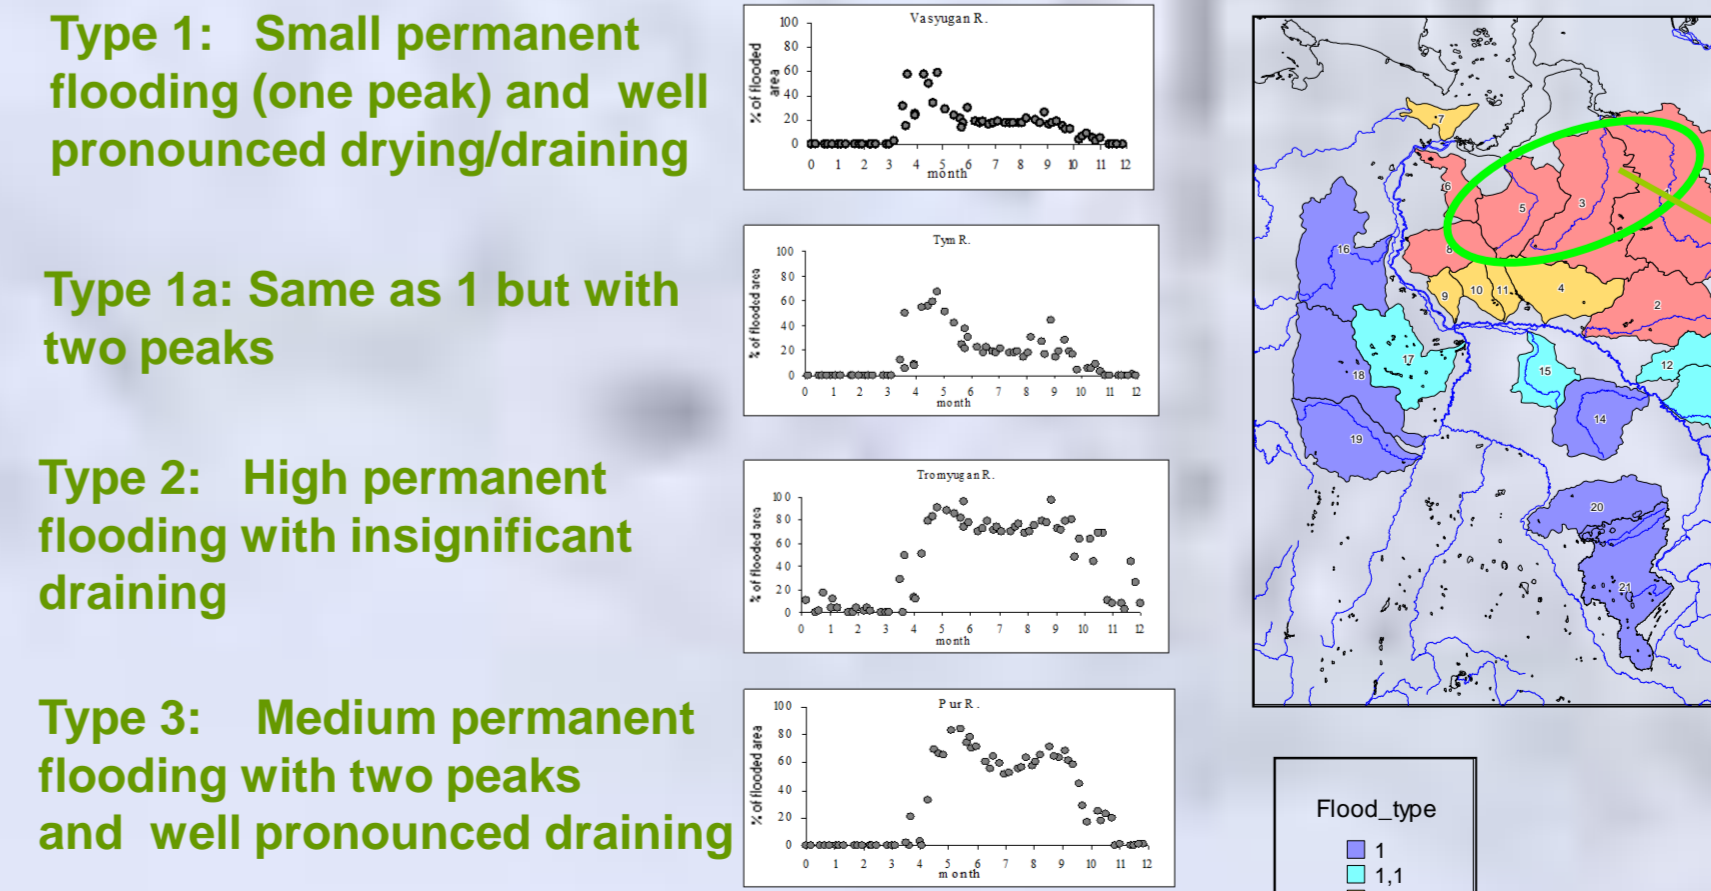 Type 1: Small permanent
flooding (one peak) and well
pronounced drying/draining
Type 1a: Same as 1 but with
two peaks
Type 2: High permanent
flooding with insignificant
draining
Type 3: Medium permanent
flooding with two peaks
and well pronounced draining
Vasyugan R.
% of flooded
area
100
80
60
40
20
0
0 1 2 3 4 5 6 7 8 9 10 11 12
month
Tym R.
% of flooded area
100
80
60
40
20
0
0 1 2 3 4 5 6 7 8 9 10 11 12
month
Tromyugan R.
% of flooded area
100
80
60
40
20
0
0 1 2 3 4 5 6 7 8 9 10 11 12
month
Pur R.
% of flooded area
100
80
60
40
20
0
0 1 2 3 4 5 6 7 8 9 10 11 12
month
7
6
5
3
1
8
16
9
10
11
4
2
17
18
15
12
14
19
20
21
Flood_type
1
1,1